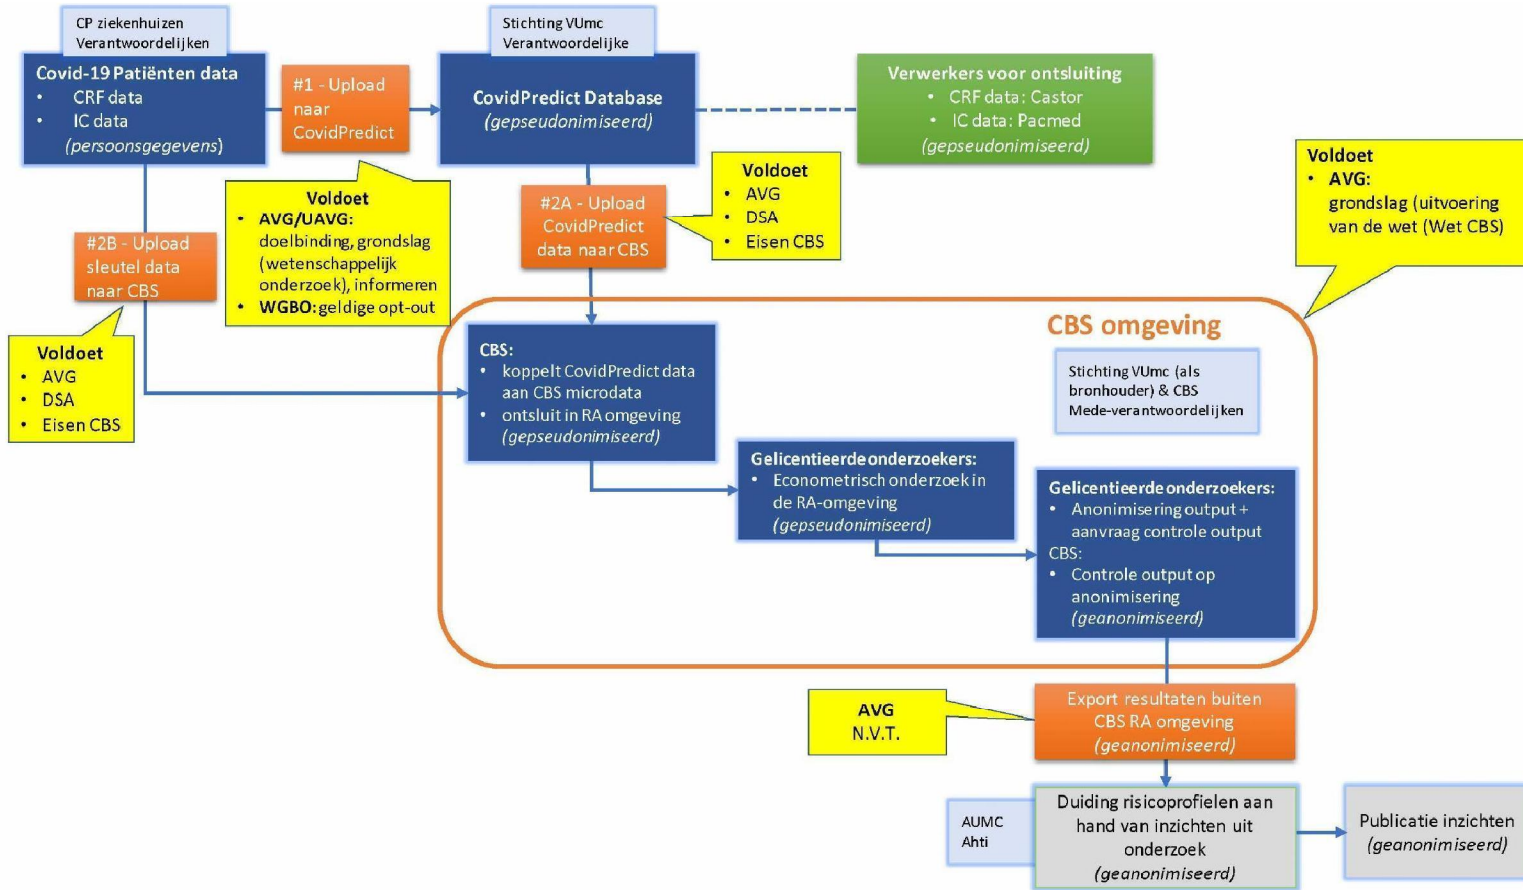 CP ziekenhuizen
Verantwoordelijken
Covid-19 Patiënten data
• CRF data
• IC data
(persoonsgegevens)
#1 - Upload
naar
CovidPredict
Stichting VUmc
Verantwoordelijke
CovidPredict Database
(gepseudonimiseerd)
Verwerkers voor ontsluiting
• CRF data: Castor
• IC data: Pacmed
(gepseudonimiseerd)
Voldoet
• AVG/UAVG:
doelbinding, grondslag
(wetenschappelijk
onderzoek), informeren
• WGBO: geldige opt-out
#2A - Upload
CovidPredict
data naar CBS
Voldoet
• AVG
• DSA
• Eisen CBS
Voldoet
• AVG:
grondslag (uitvoering
van de wet (Wet CBS)
#2B - Upload
sleutel data
naar CBS
Voldoet
• AVG
• DSA
• Eisen CBS
CBS omgeving
CBS:
• koppelt CovidPredict data
aan CBS microdata
• ontsluit in RA omgeving
(gepseudonimiseerd)
Stichting VUmc (als
bronhouder) & CBS
Mede-verantwoordelijken
Gelicentieerde onderzoekers:
• Econometrisch onderzoek in
de RA-omgeving
(gepseudonimiseerd)
Gelicentieerde onderzoekers:
• Anonimisering output +
aanvraag controle output
CBS:
• Controle output op
anonimisering
(geanonimiseerd)
AVG
N.V.T.
Export resultaten buiten
CBS RA omgeving
(geanonimiseerd)
AUMC
Ahti
Duiding risicoprofielen aan
hand van inzichten uit
onderzoek
(geanonimiseerd)
Publicatie inzichten
(geanonimiseerd)